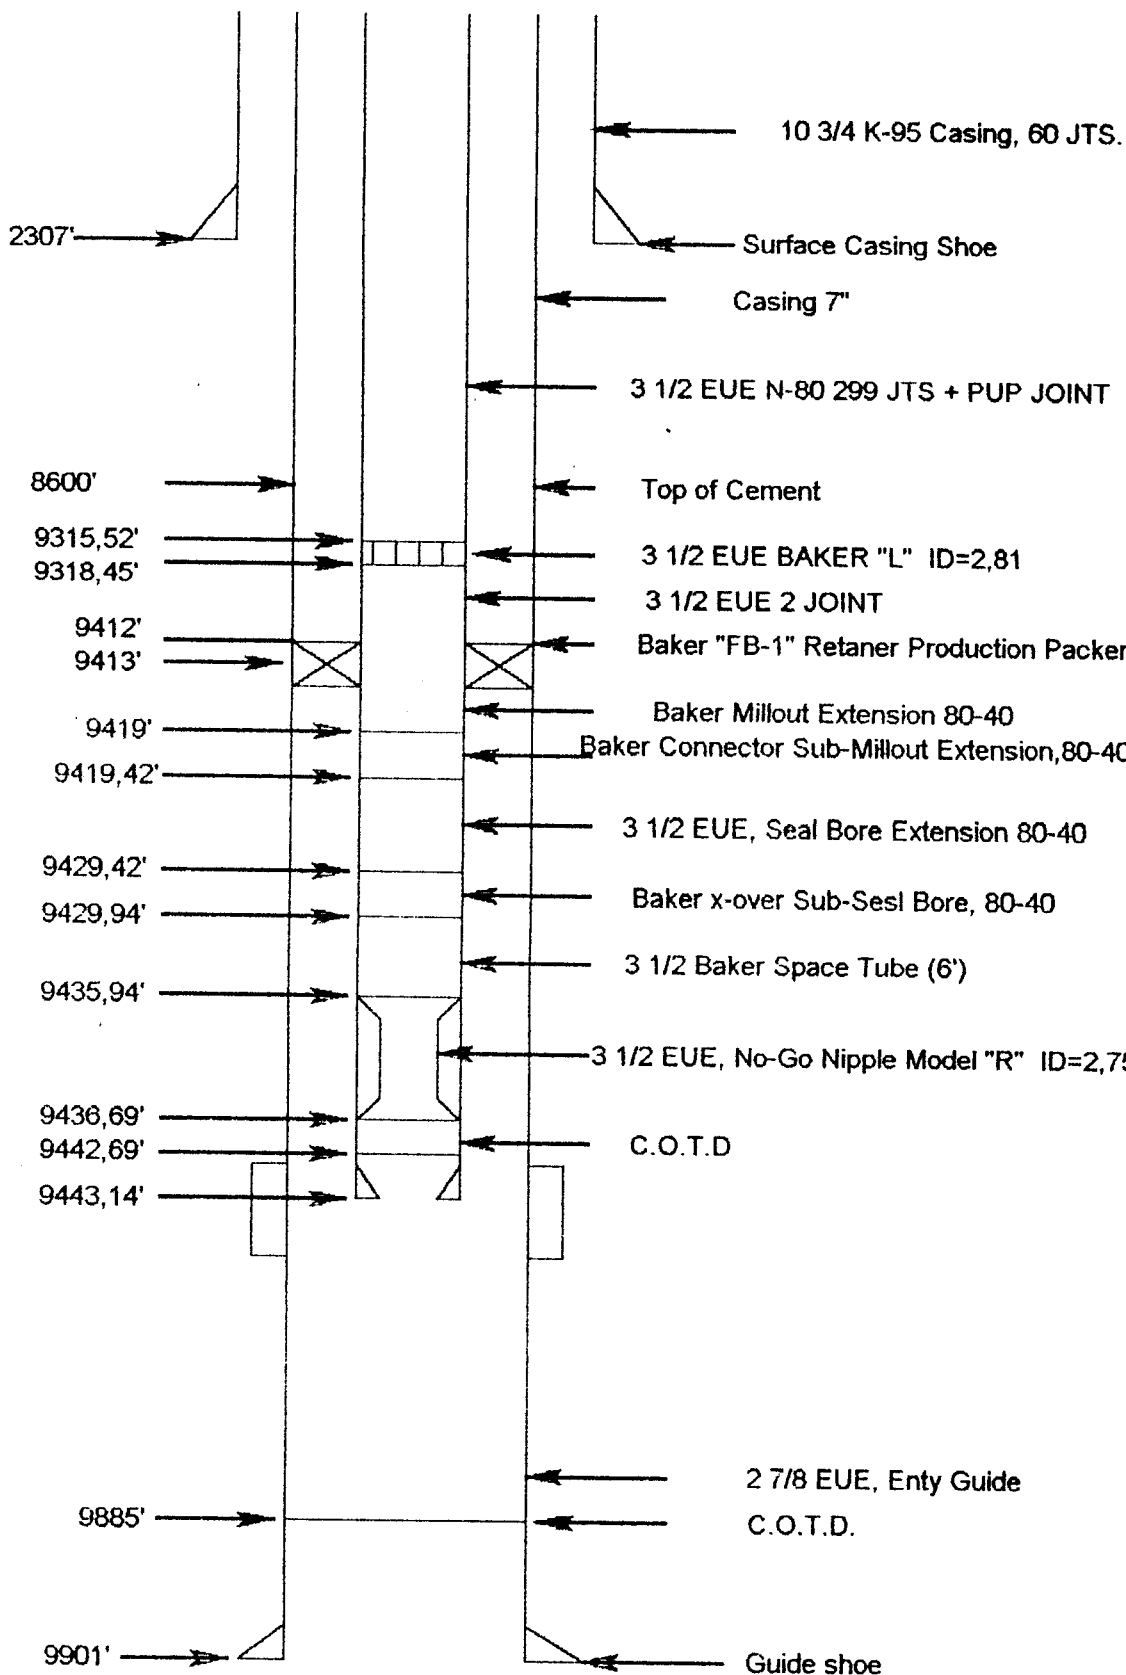 10 3/4 K-95 Casing, 60 JTS.
2307'
Surface Casing Shoe
Casing 7"
3 1/2 EUE N-80 299 JTS + PUP JOINT
8600'
Top of Cement
9315,52'
3 1/2 EUE BAKER "L" ID=2,81
9318,45'
3 1/2 EUE 2 JOINT
9412'
Baker "FB-1" Retaner Production Packer
9413'
Baker Millout Extension 80-40
9419'
Baker Connector Sub-Millout Extension,80-40
9419,42'
3 1/2 EUE, Seal Bore Extension 80-40
9429,42'
Baker x-over Sub-Sesl Bore, 80-40
9429,94'
3 1/2 Baker Space Tube (6')
9435,94'
3 1/2 EUE, No-Go Nipple Model "R" ID=2,75
9436,69'
9442,69'
C.O.T.D
9443,14'
2 7/8 EUE, Enty Guide
9885'
C.O.T.D.
9901'
Guide shoe